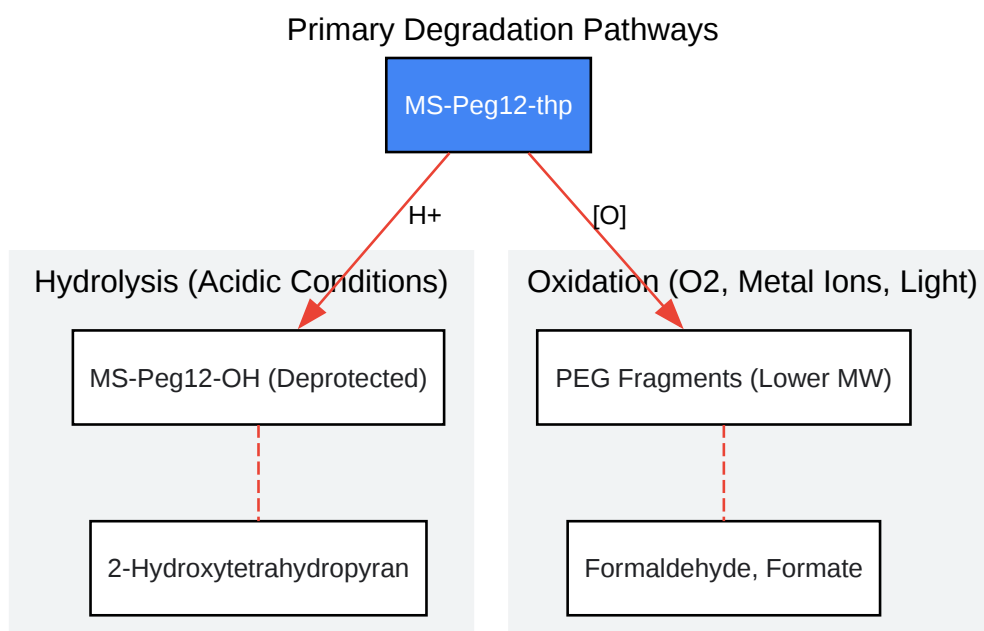 Primary Degradation Pathways
MS-Peg12-thp
H+
[O]
Hydrolysis (Acidic Conditions)
Oxidation (O2, Metal Ions, Light)
MS-Peg12-OH (Deprotected)
PEG Fragments (Lower MW)
2-Hydroxytetrahydropyran
Formaldehyde, Formate